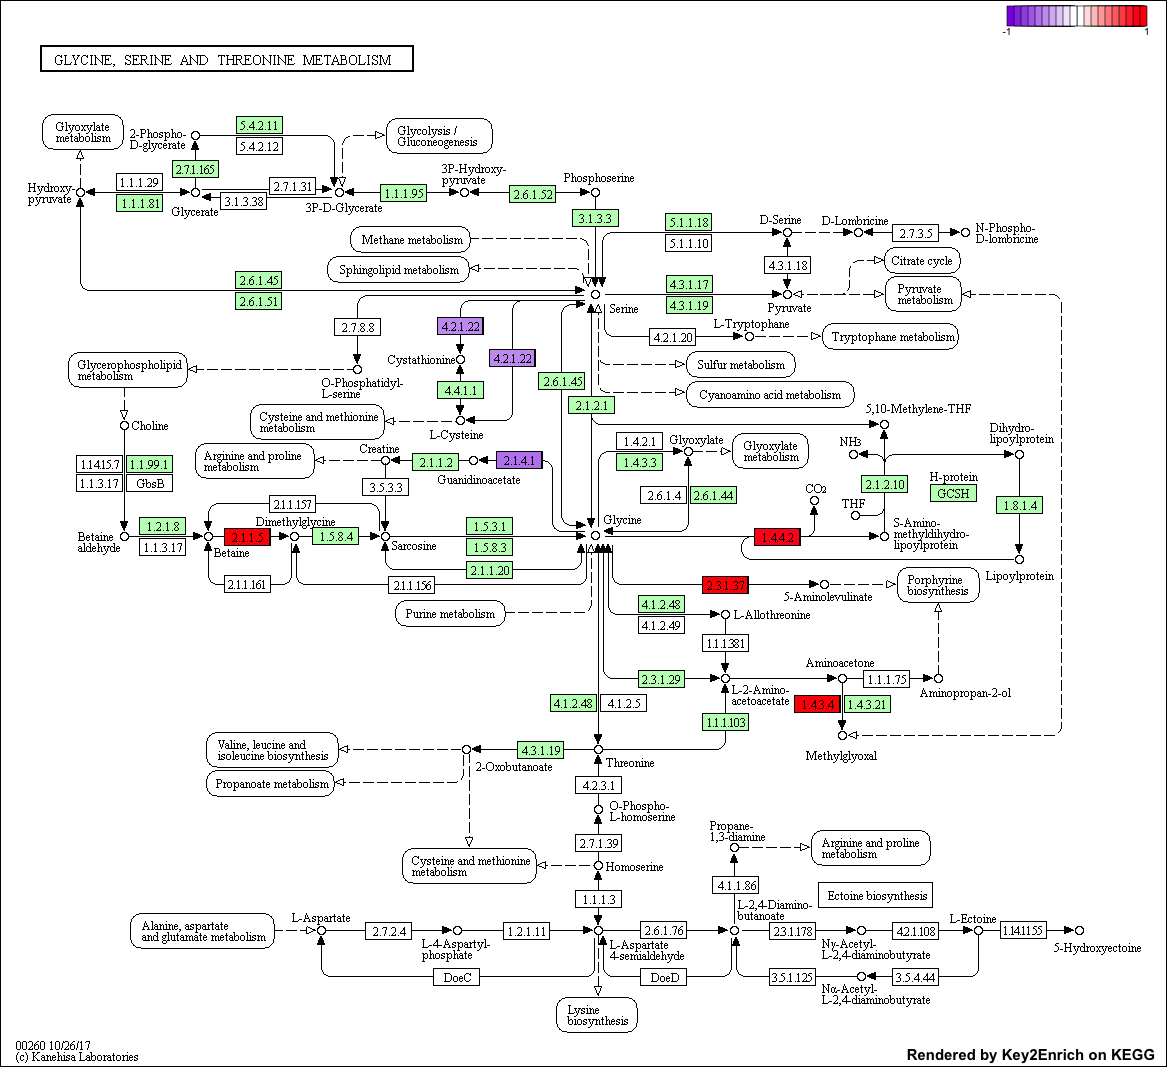 -1
1
GLYCINE, SERINE AND THREONINE METABOLISM
Glyoxylate
metabolism
2-Phospho-
D-glycerate
5.4.2.11
5.4.2.12
Glycolysis /
Gluconeogenesis
2.7.1.165
Hydroxy-
pyruvate
1.1.1.29
1.1.1.81
Glycerate
2.7.1.31
3.1.3.38
3P-D-Glycerate
1.1.1.95
3P-Hydroxy-
pyruvate
2.6.1.52
Phosphoserine
3.1.3.3
Methane metabolism
Sphingolipid metabolism
5.1.1.18
5.1.1.10
D-Serine
D-Lombricine
2.7.3.5
N-Phospho-
D-lombricine
4.3.1.18
Citrate cycle
Pyruvate
metabolism
2.6.1.45
2.6.1.51
Serine
4.3.1.17
4.3.1.19
Pyruvate
2.7.8.8
4.2.1.22
4.2.1.20
L-Tryptophane
Tryptophane metabolism
Glycerophospholipid
metabolism
O-Phosphatidyl-
L-serine
Cystathionine
4.2.1.22
4.4.1.1
2.6.1.45
Sulfur metabolism
Cyanoamino acid metabolism
2.1.2.1
Choline
Cysteine and methionine
metabolism
L-Cysteine
5,10-Methylene-THF
Arginine and proline
metabolism
Creatine
2.1.1.2
Guanidinoacetate
2.1.4.1
1.4.2.1
1.4.3.3
Glyoxylate
Glyoxylate
metabolism
NH3
Dihydro-
lipoylprotein
1.14.15.7
1.1.99.1
1.1.3.17
GbsB
3.5.3.3
2.6.1.4
2.6.1.44
CO2
THF
2.1.2.10
H-protein
GCSH
1.8.1.4
2.1.1.157
Betaine
aldehyde
1.2.1.8
1.1.3.17
Betaine
2.1.1.5
Dimethylglycine
1.5.8.4
Sarcosine
1.5.3.1
1.5.8.3
2.1.1.20
Glycine
1.4.4.2
S-Amino-
methyldihydro-
lipoylprotein
Lipoylprotein
2.1.1.161
2.1.1.156
Purine metabolism
2.3.1.37
5-Aminolevulinate
Porphyrine
biosynthesis
4.1.2.48
4.1.2.49
L-Allothreonine
1.1.1.381
2.3.1.29
L-2-Amino-
acetoacetate
Aminoacetone
1.1.1.75
Aminopropan-2-ol
4.1.2.48
4.1.2.5
1.1.1.103
1.4.3.4
1.4.3.21
Methylglyoxal
Valine, leucine and
isoleucine biosynthesis
Propanoate metabolism
2-Oxobutanoate
4.3.1.19
Threonine
4.2.3.1
O-Phospho-
L-homoserine
2.7.1.39
Cysteine and methionine
metabolism
Homoserine
1.1.1.3
Propane-
1,3-diamine
Arginine and proline
metabolism
4.1.1.86
Ectoine biosynthesis
Alanine, aspartate
and glutamate metabolism
L-Aspartate
2.7.2.4
L-4-Aspartyl-
phosphate
1.2.1.11
L-Aspartate
4-semialdehyde
2.6.1.76
L-2,4-Diamino-
butanoate
2.3.1.178
Nγ-Acetyl-
L-2,4-diaminobutyrate
4.2.1.108
L-Ectoine
1.14.11.55
5-Hydroxyectoine
DoeC
DoeD
3.5.1.125
Nα-Acetyl-
L-2,4-diaminobutyrate
3.5.4.44
Lysine
biosynthesis
00260 10/26/17
(c) Kanehisa Laboratories
Rendered by Key2Enrich on KEGG